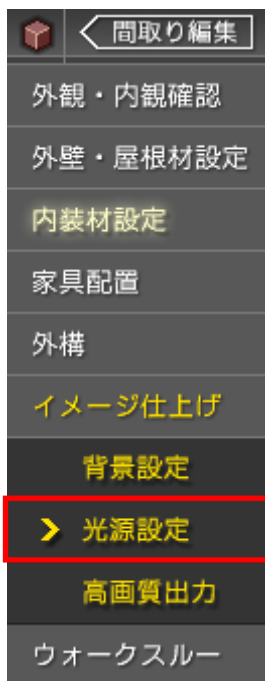 間取り編集
外観・内観確認
外壁・屋根材設定
内装材設定
家具配置
外構
イメージ仕上げ
背景設定
光源設定
高画質出力
ウォークスルー